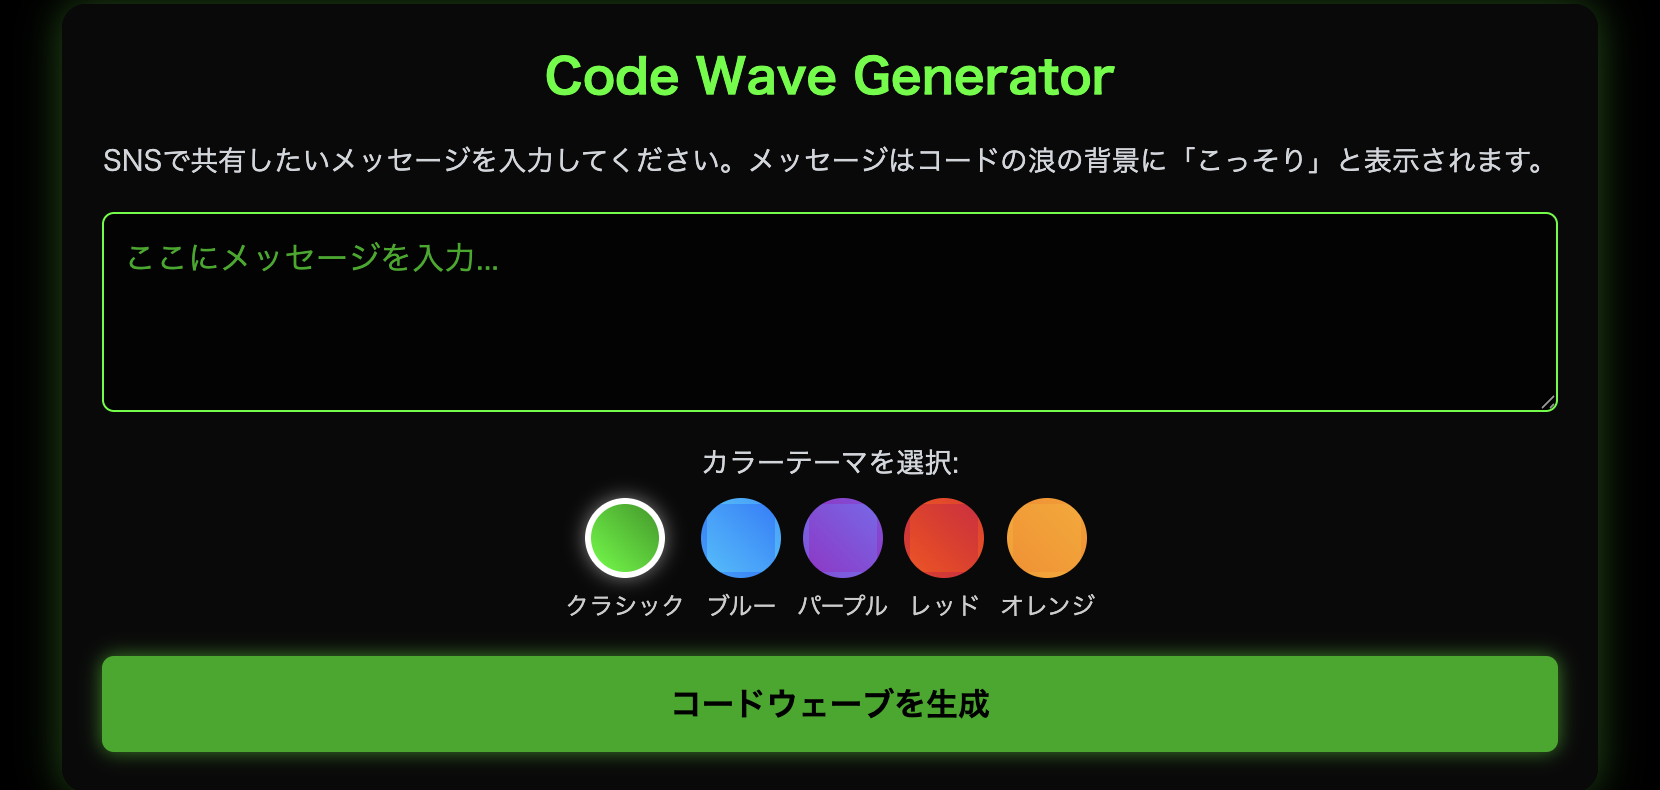 Code Wave Generator
SNSで共有したいメッセージを入力してください。メッセージはコードの浪の背景に「こっそり」と表示されます。
ここにメッセージを入力...
カラーテーマを選択:
クラシック ブルー パープル レッド オレンジ
コードウェーブを生成